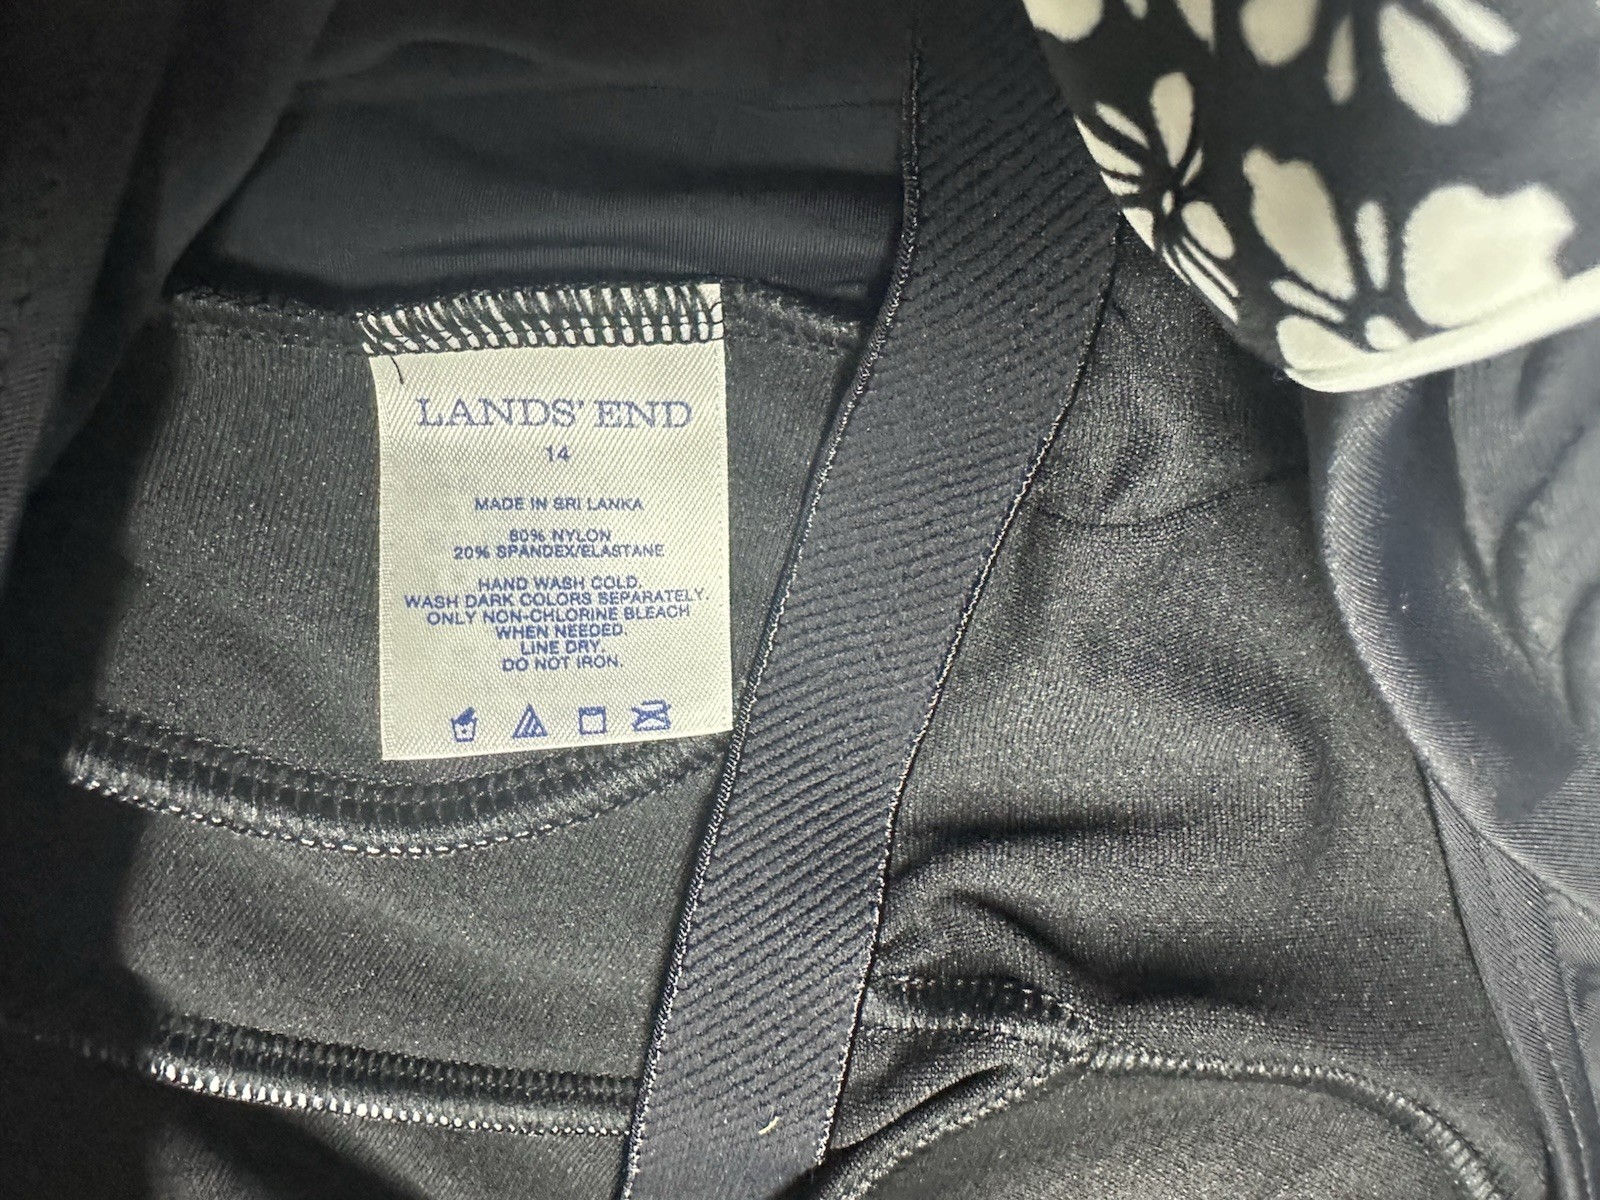 LANDS' END
14
MADE IN SRI LANKA
80% NYLON
20% SPANDEX/ELASTANE
HAND WASH COLD.
WASH DARK COLORS SEPARATELY.
ONLY NON-CHLORINE BLEACH
WHEN NEEDED.
LINE DRY.
DO NOT IRON.